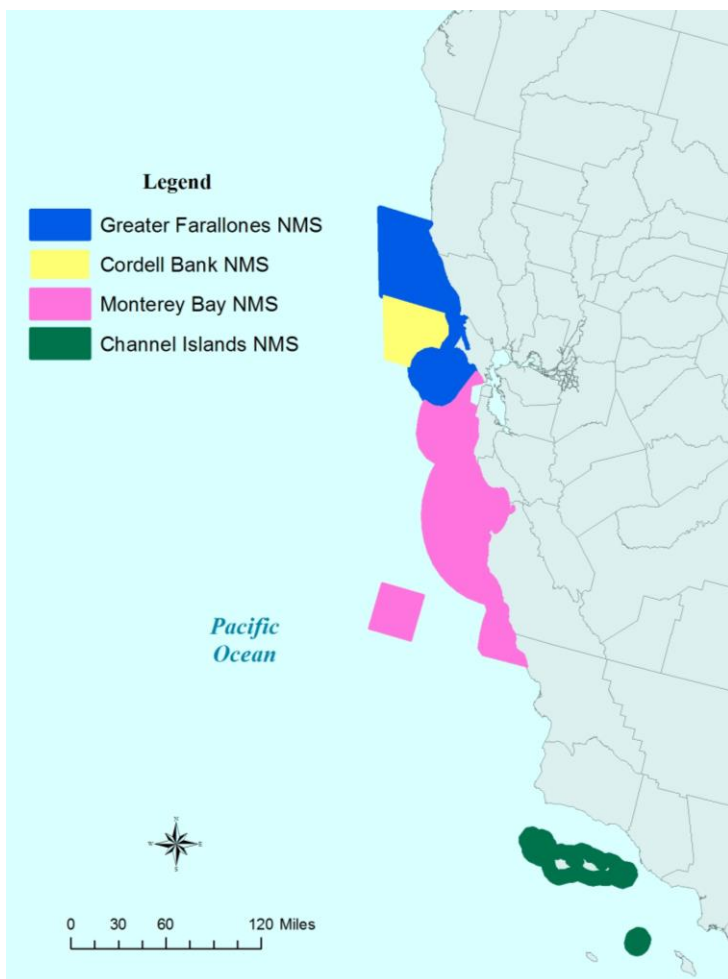 Legend
Greater Farallones NMS
Cordell Bank NMS
Monterey Bay NMS
Channel Islands NMS
Pacific
Ocean
N
W
E
S
0 30 60 120 Miles